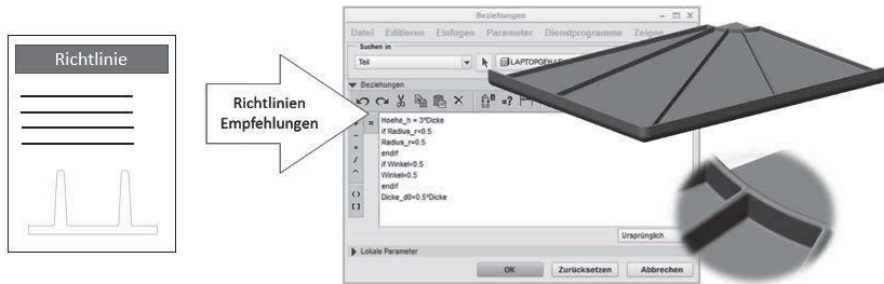 Richtlinie
Richtlinien
Empfehlungen
Beziehungen
Datei Editieren Einfügen Parameter Dienstprogramme Zeigen
Suchen in
Teil
Beziehungen
Hoehe_h = 3*Dicke
if Radius_r<0.5
Radius_r=0.5
endif
if Winkel<0.5
Winkel=0.5
endif
Dicke_d0=0.5*Dicke
Ursprünglich
Lokale Parameter
OK Zurücksetzen Abbrechen